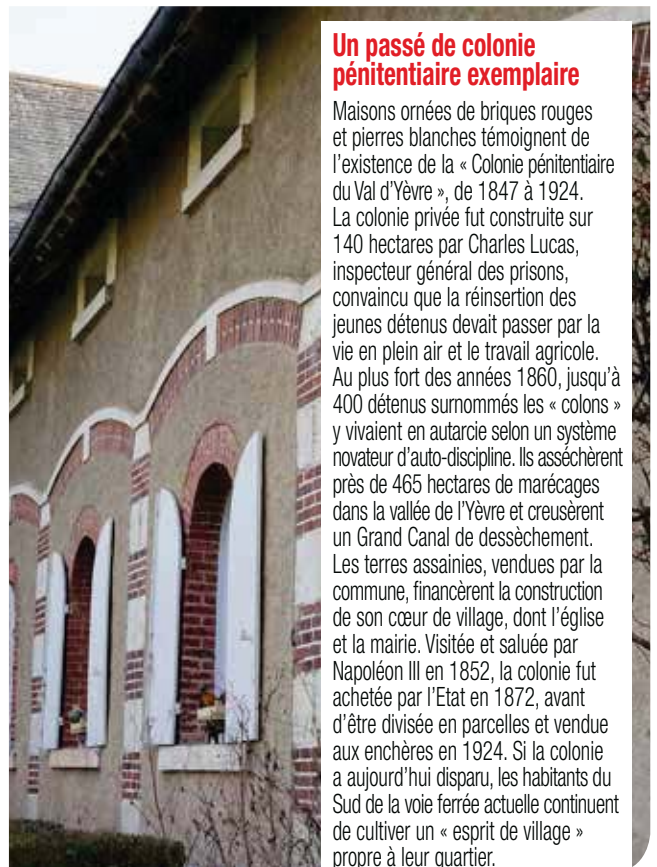 Un passé de colonie
pénitentiaire exemplaire
Maisons ornées de briques rouges
et pierres blanches témoignent de
l'existence de la « Colonie pénitentiaire
du Val d'Yèvre », de 1847 à 1924.
La colonie privée fut construite sur
140 hectares par Charles Lucas,
inspecteur général des prisons,
convaincu que la réinsertion des
jeunes détenus devait passer par la
vie en plein air et le travail agricole.
Au plus fort des années 1860, jusqu'à
400 détenus surnommés les « colons »
y vivaient en autarcie selon un système
novateur d'auto-discipline. Ils asséchèrent
près de 465 hectares de marécages
dans la vallée de l'Yèvre et creusèrent
un Grand Canal de dessèchement.
Les terres assainies, vendues par la
commune, financèrent la construction
de son cœur de village, dont l'église
et la mairie. Visitée et saluée par
Napoléon III en 1852, la colonie fut
achetée par l'Etat en 1872, avant
d'être divisée en parcelles et vendue
aux enchères en 1924. Si la colonie
a aujourd'hui disparu, les habitants du
Sud de la voie ferrée actuelle continuent
de cultiver un « esprit de village »
propre à leur quartier.